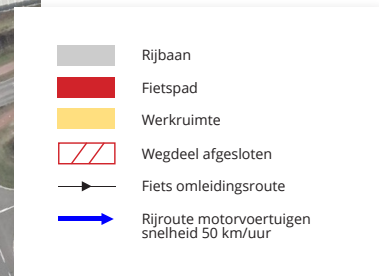 Rijbaan
Fietspad
Werkruimte
Wegdeel afgesloten
Fiets omleidingsroute
Rijroute motorvoertuigen
snelheid 50 km/uur